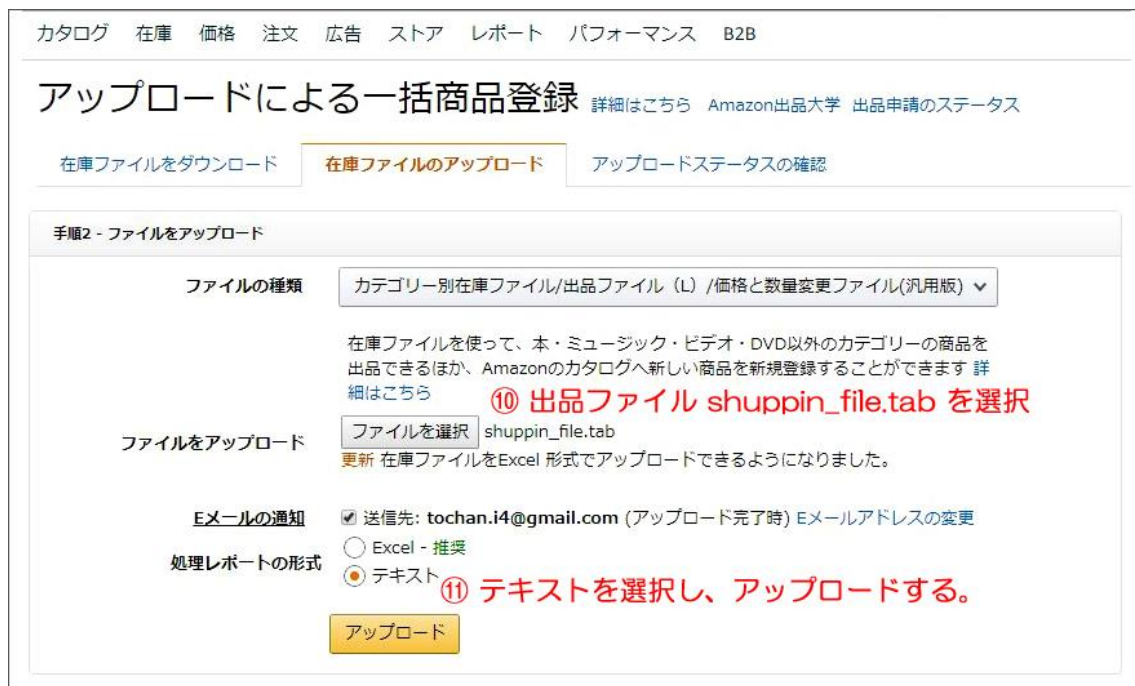 カタログ 在庫 価格 注文 広告 ストア レポート パフォーマンス B2B
アップロードによる一括商品登録 詳細はこちら Amazon出品大学 出品申請のステータス
在庫ファイルをダウンロード 在庫ファイルのアップロード アップロードステータスの確認
手順2 - ファイルをアップロード
ファイルの種類 カテゴリー別在庫ファイル/出品ファイル（L）/価格と数量変更ファイル(汎用版)
在庫ファイルを使って、本・ミュージック・ビデオ・DVD以外のカテゴリーの商品を
出品できるほか、Amazonのカタログへ新しい商品を新規登録することができます 詳
細はこちら
⑩ 出品ファイル shuppin_file.tab を選択
ファイルをアップロード ファイルを選択 shuppin_file.tab
更新 在庫ファイルをExcel 形式でアップロードできるようになりました。
Eメールの通知 送信先: tochan.i4@gmail.com (アップロード完了時) Eメールアドレスの変更
処理レポートの形式 Excel - 推奨
テキスト
⑪ テキストを選択し、アップロードする。
アップロード